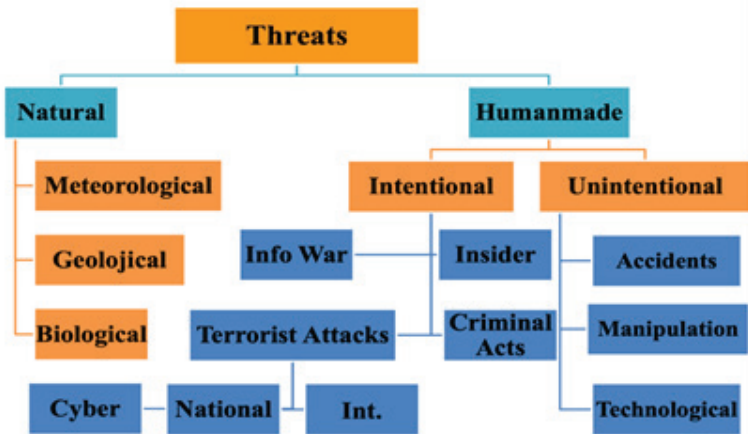 Threats
Natural
Humanmade
Meteorological
Intentional
Unintentional
Geolojical
Info War
Insider
Accidents
Biological
Terrorist Attacks
Criminal
Acts
Manipulation
Cyber
National
Int.
Technological